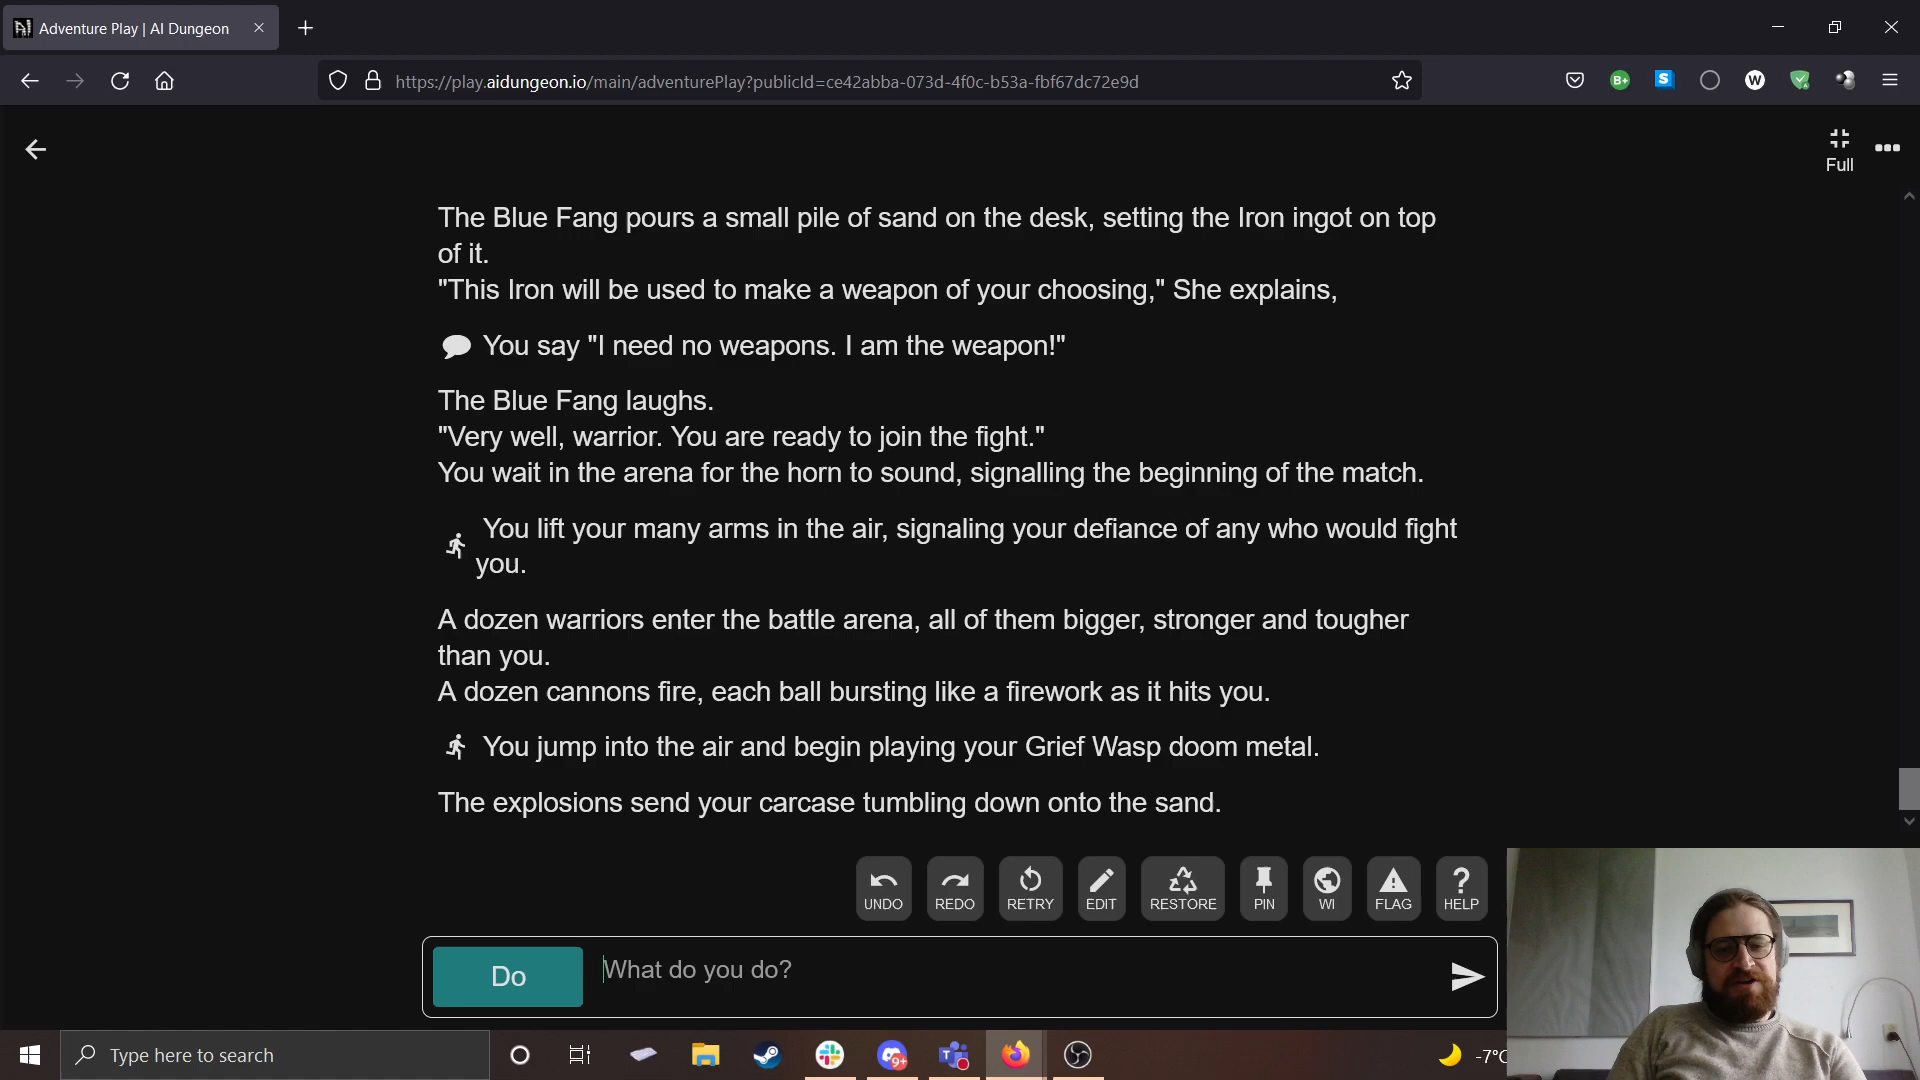 Adventure Play | AI Dungeon
https://play.aidungeon.io/main/adventurePlay?publicId=ce42abba-073d-4f0c-b53a-fbf67dc72e9d
Full
The Blue Fang pours a small pile of sand on the desk, setting the Iron ingot on top
of it.
"This Iron will be used to make a weapon of your choosing," She explains,
You say "I need no weapons. I am the weapon!"
The Blue Fang laughs.
"Very well, warrior. You are ready to join the fight."
You wait in the arena for the horn to sound, signalling the beginning of the match.
You lift your many arms in the air, signaling your defiance of any who would fight
you.
A dozen warriors enter the battle arena, all of them bigger, stronger and tougher
than you.
A dozen cannons fire, each ball bursting like a firework as it hits you.
You jump into the air and begin playing your Grief Wasp doom metal.
The explosions send your carcase tumbling down onto the sand.
UNDO REDO RETRY EDIT RESTORE PIN WI FLAG HELP
Do What do you do?
Type here to search
9+
-7°C